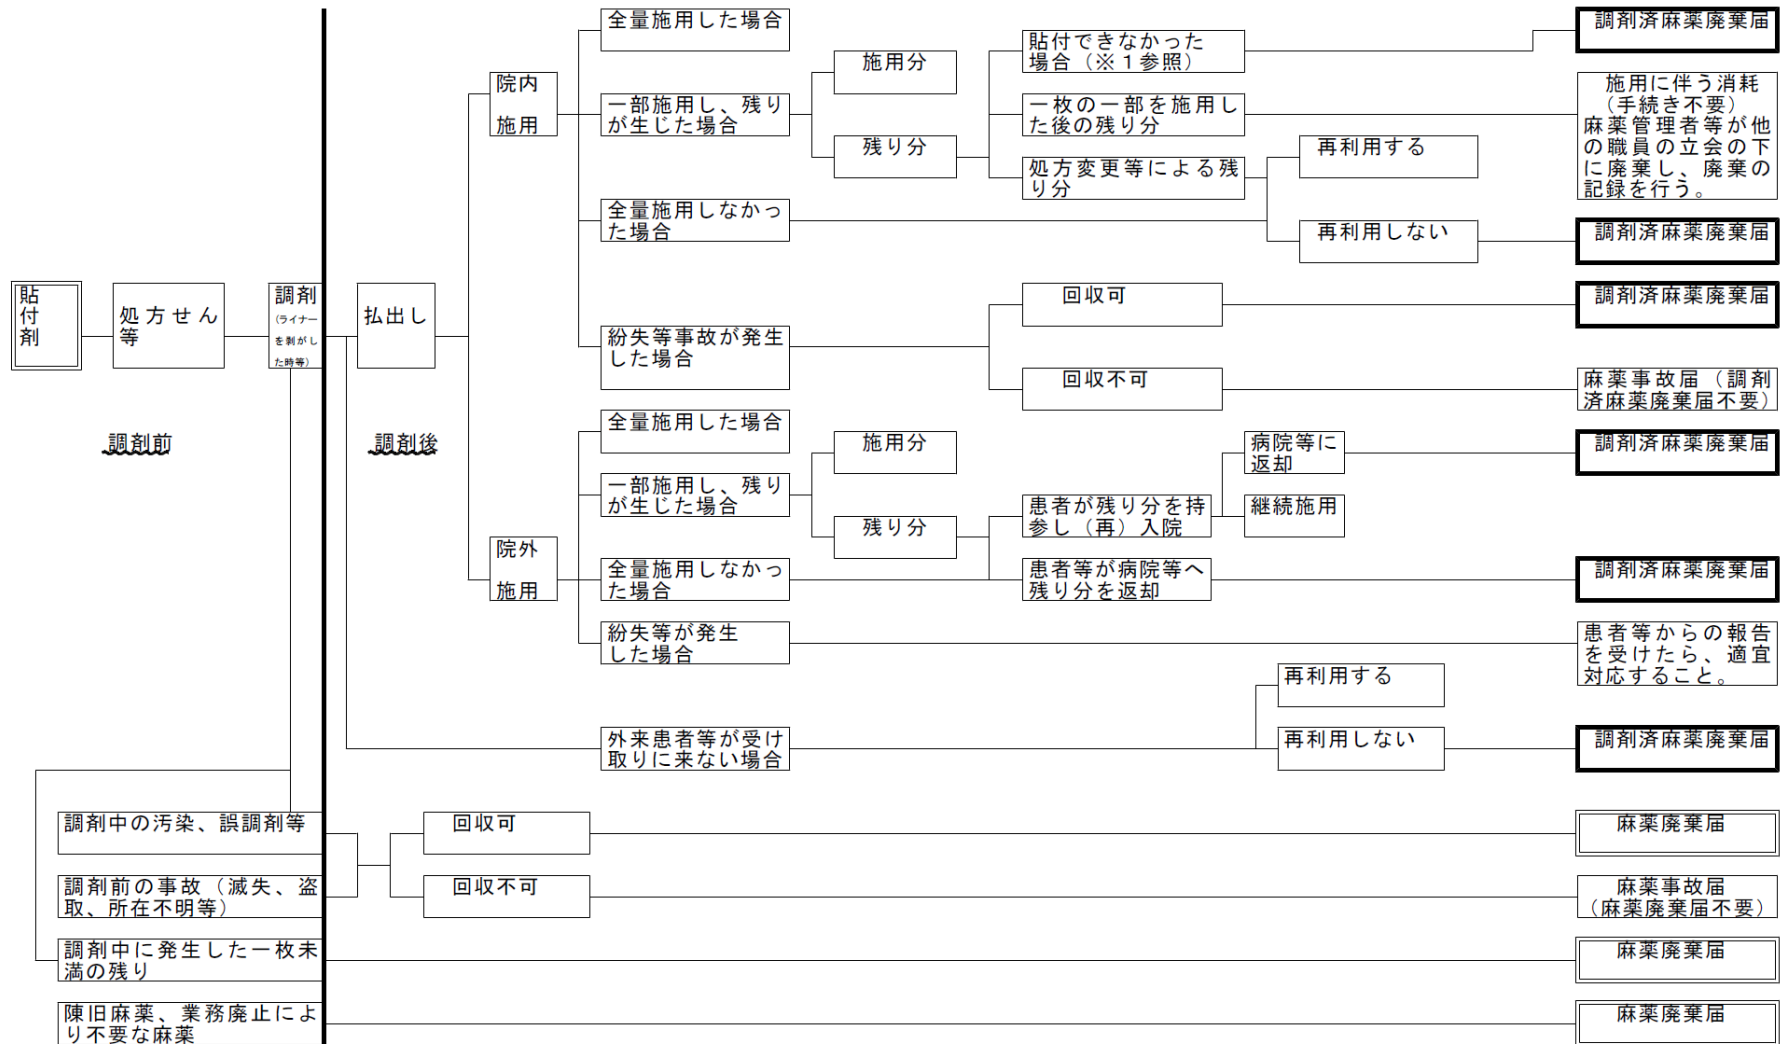 貼
付
剤
処方せん
等
調剤
(ライナー
を剥がし
た時等)
払出し
調剤前
調剤後
院内
施用
全量施用した場合
一部施用し、残り
が生じた場合
施用分
残り分
貼付できなかった
場合(※1参照)
調剤済麻薬廃棄届
一枚の一部を施用し
た後の残り分
施用に伴う消耗
(手続き不要)
麻薬管理者等が他
の職員の立会の下
に廃棄し、廃棄の
記録を行う。
処方変更等による残
り分
再利用する
全量施用しなかっ
た場合
再利用しない
調剤済麻薬廃棄届
紛失等事故が発生
した場合
回収可
調剤済麻薬廃棄届
回収不可
麻薬事故届(調剤
済麻薬廃棄届不要)
院外
施用
全量施用した場合
一部施用し、残り
が生じた場合
施用分
残り分
患者が残り分を持
参し(再)入院
病院等に
返却
調剤済麻薬廃棄届
継続施用
全量施用しなかっ
た場合
患者等が病院等へ
残り分を返却
調剤済麻薬廃棄届
紛失等が発生
した場合
患者等からの報告
を受けたら、適宜
対応すること。
外来患者等が受け
取りに来ない場合
再利用する
再利用しない
調剤済麻薬廃棄届
調剤中の汚染、誤調剤等
回収可
麻薬廃棄届
調剤前の事故(滅失、盗
取、所在不明等)
回収不可
麻薬事故届
(麻薬廃棄届不要)
調剤中に発生した一枚未
満の残り
麻薬廃棄届
陳旧麻薬、業務廃止によ
り不要な麻薬
麻薬廃棄届